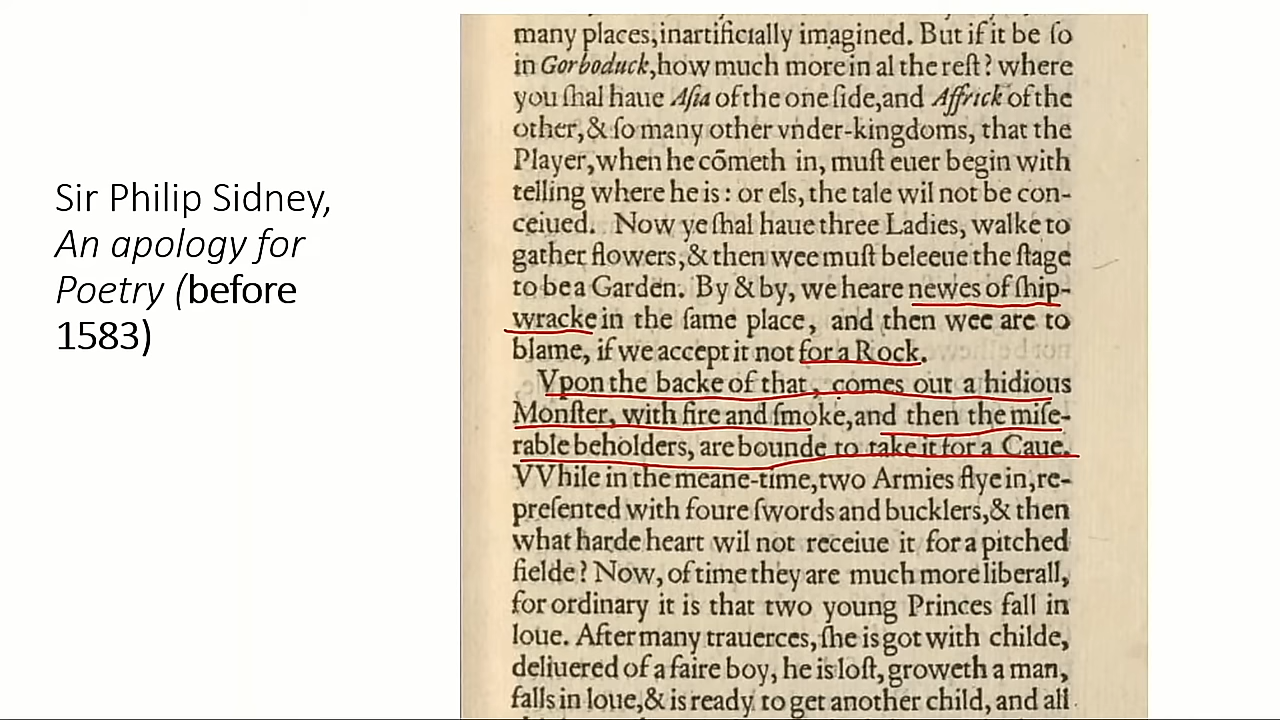 Sir Philip Sidney,
An apology for
Poetry (before
1583)
many places,inartificially imagined. But if it be ſo
in Gorboduck,how much more in al the reſt? where
you ſhal haue Aſia of the one ſide,and Affrick of the
other,& ſo many other vnder-kingdoms, that the
Player,when he cõmeth in, muſt euer begin with
telling where he is: or els, the tale wil not be con-
ceiued. Now ye ſhal haue three Ladies, walke to
gather flowers,& then wee muſt beleeue the ſtage
to be a Garden. By & by, we heare newes of ſhip-
wracke in the ſame place, and then wee are to
blame, if we accept it not for a Rock.
Vpon the backe of that, comes out a hidious
Monſter, with fire and ſmoke,and then the miſe-
rable beholders, are bounde to take it for a Caue.
VVhile in the meane-time,two Armies flye in,re-
preſented with foure ſwords and bucklers,& then
what harde heart wil not receiue it for a pitched
fielde? Now, of time they are much more liberall,
for ordinary it is that two young Princes fall in
loue. After many trauerces, ſhe is got with childe,
deliuered of a faire boy, he is loſt, groweth a man,
falls in loue,& is ready to get another child, and all